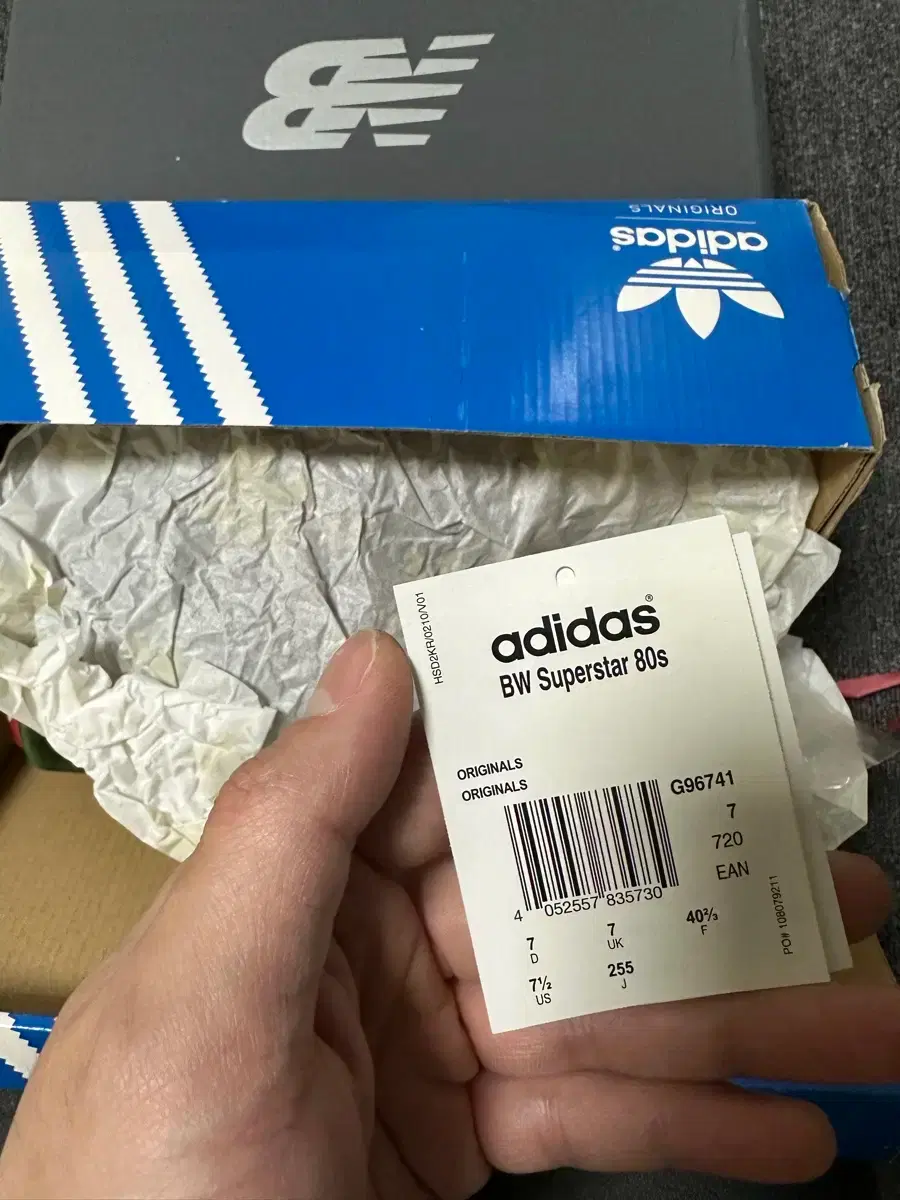 NB
ORIGINALS
adidas®
HSD2KR/0210/V01
adidas®
BW Superstar 80s
ORIGINALS
ORIGINALS
G96741
7
720
EAN
4 052557 835730
7 D
7 UK
40⅔ F
7½ US
255 J
PO# 108079211